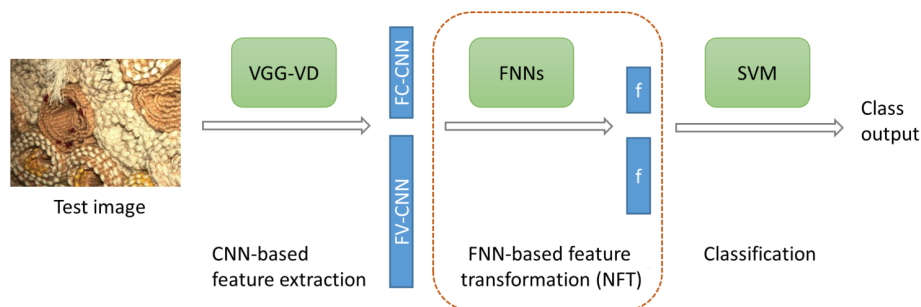 VGG-VD
FC-CNN
FNNs
f
SVM
Class
output
FV-CNN
f
Test image
CNN-based
feature extraction
FNN-based feature
transformation (NFT)
Classification